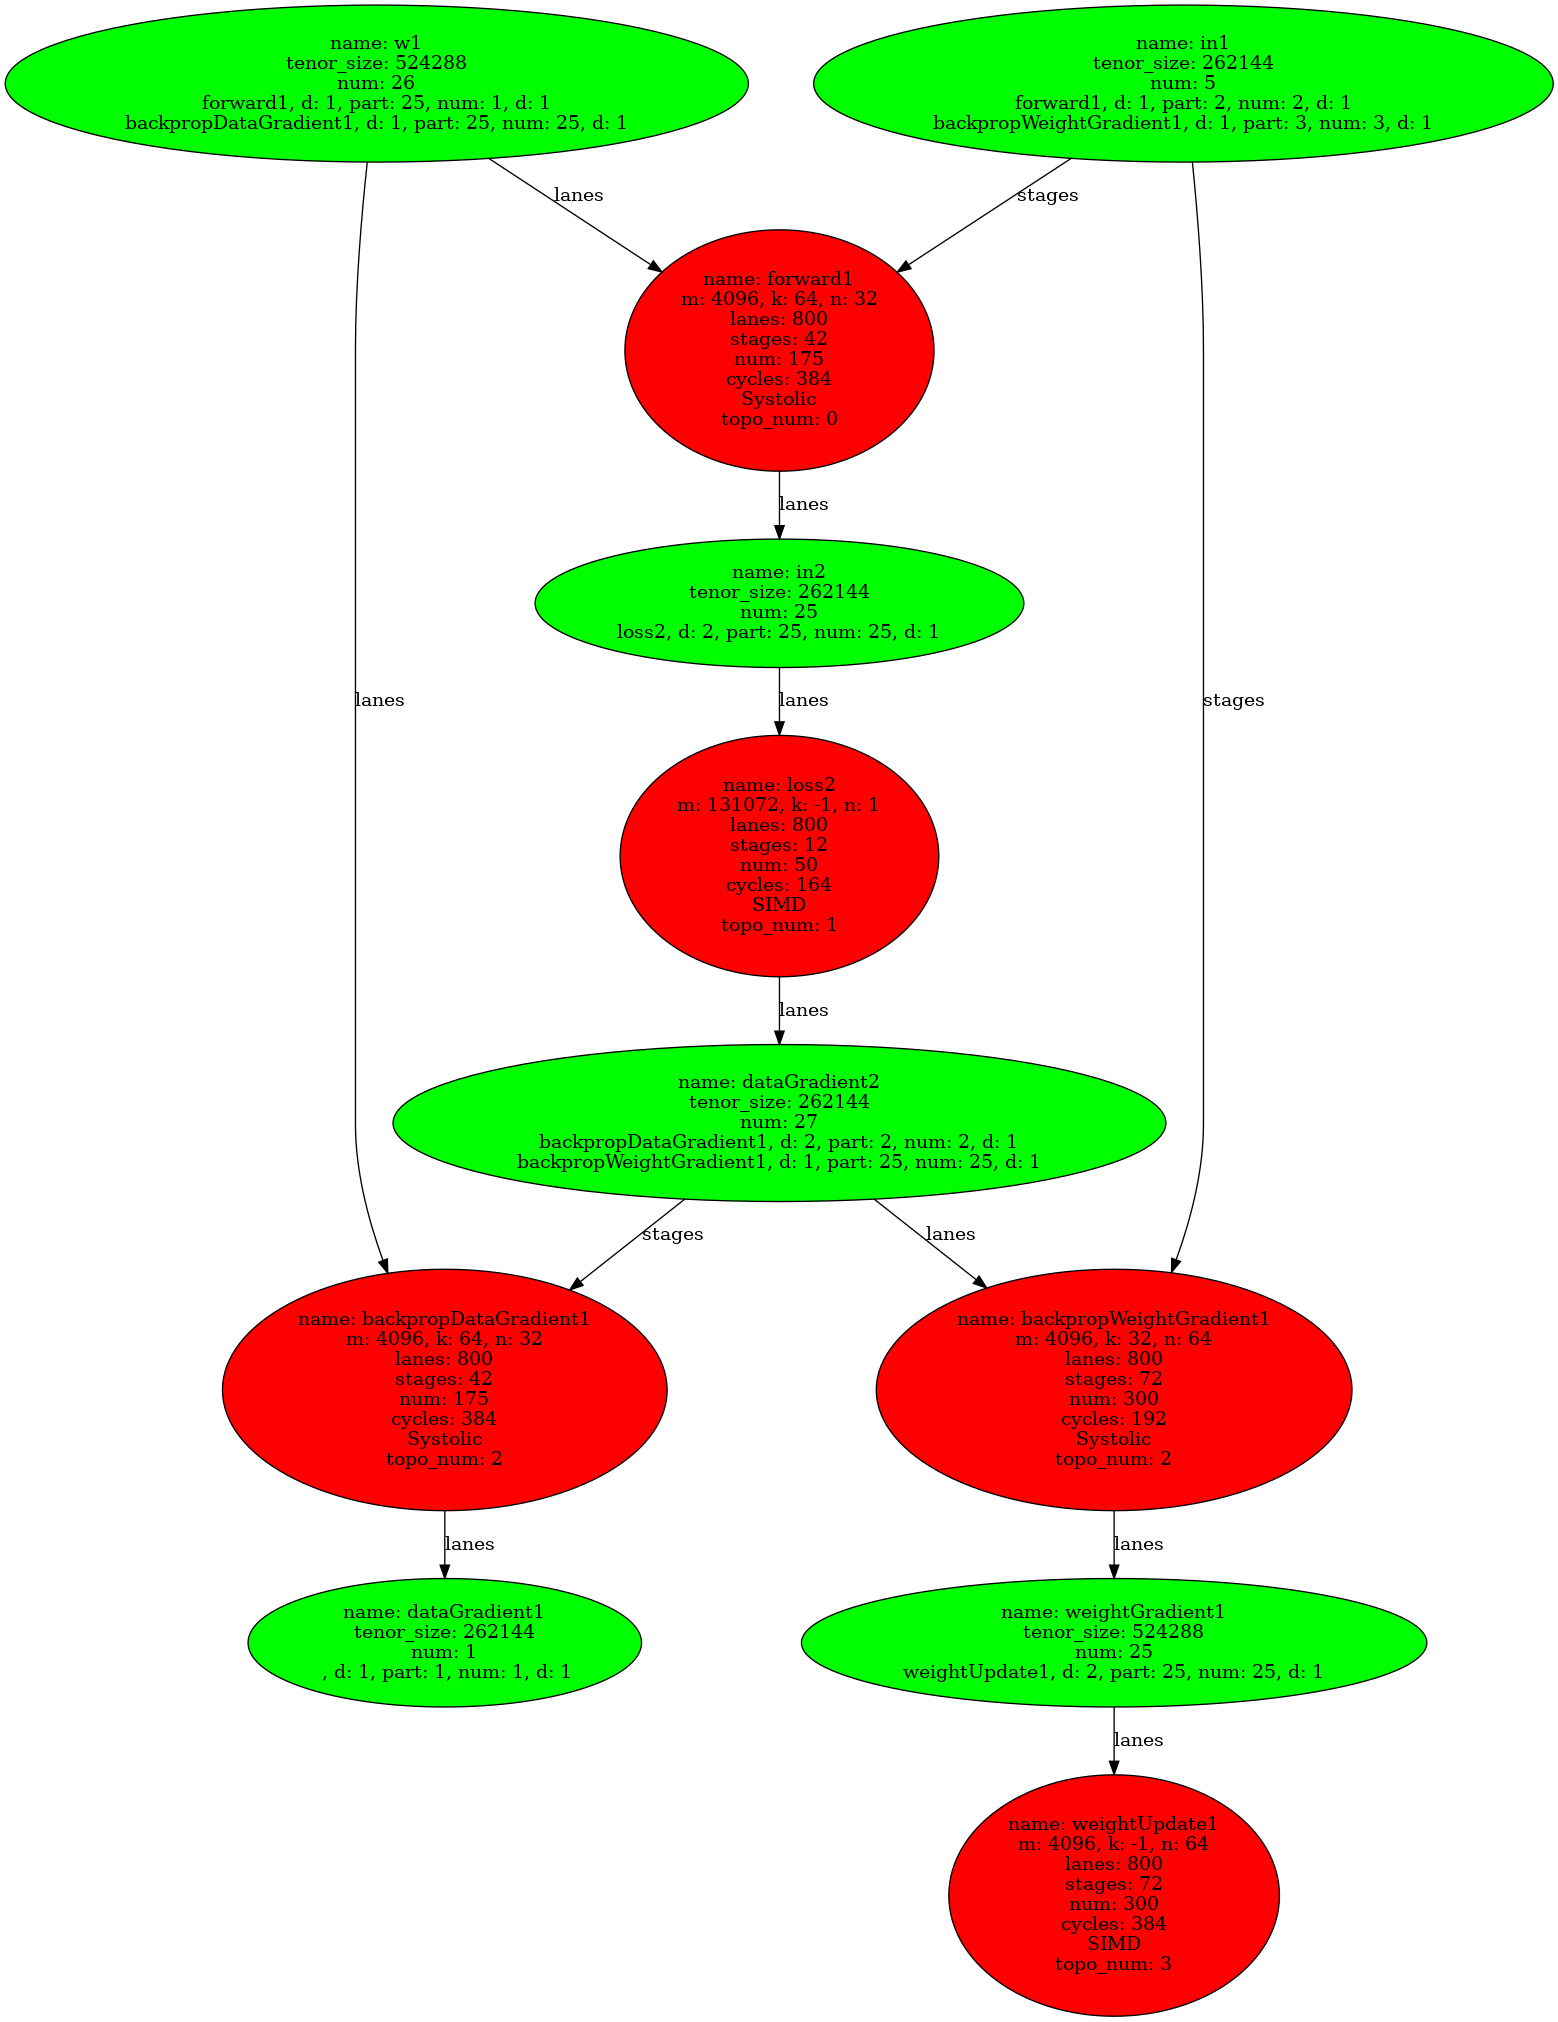 name: w1
tenor_size: 524288
num: 26
forward1, d: 1, part: 25, num: 1, d: 1
backpropDataGradient1, d: 1, part: 25, num: 25, d: 1
name: in1
tenor_size: 262144
num: 5
forward1, d: 1, part: 2, num: 2, d: 1
backpropWeightGradient1, d: 1, part: 3, num: 3, d: 1
lanes
stages
name: forward1
m: 4096, k: 64, n: 32
lanes: 800
stages: 42
num: 175
cycles: 384
Systolic
topo_num: 0
lanes
name: in2
tenor_size: 262144
num: 25
loss2, d: 2, part: 25, num: 25, d: 1
lanes
lanes
stages
name: loss2
m: 131072, k: -1, n: 1
lanes: 800
stages: 12
num: 50
cycles: 164
SIMD
topo_num: 1
lanes
name: dataGradient2
tenor_size: 262144
num: 27
backpropDataGradient1, d: 2, part: 2, num: 2, d: 1
backpropWeightGradient1, d: 1, part: 25, num: 25, d: 1
stages
lanes
name: backpropDataGradient1
m: 4096, k: 64, n: 32
lanes: 800
stages: 42
num: 175
cycles: 384
Systolic
topo_num: 2
name: backpropWeightGradient1
m: 4096, k: 32, n: 64
lanes: 800
stages: 72
num: 300
cycles: 192
Systolic
topo_num: 2
lanes
lanes
name: dataGradient1
tenor_size: 262144
num: 1
, d: 1, part: 1, num: 1, d: 1
name: weightGradient1
tenor_size: 524288
num: 25
weightUpdate1, d: 2, part: 25, num: 25, d: 1
lanes
name: weightUpdate1
m: 4096, k: -1, n: 64
lanes: 800
stages: 72
num: 300
cycles: 384
SIMD
topo_num: 3